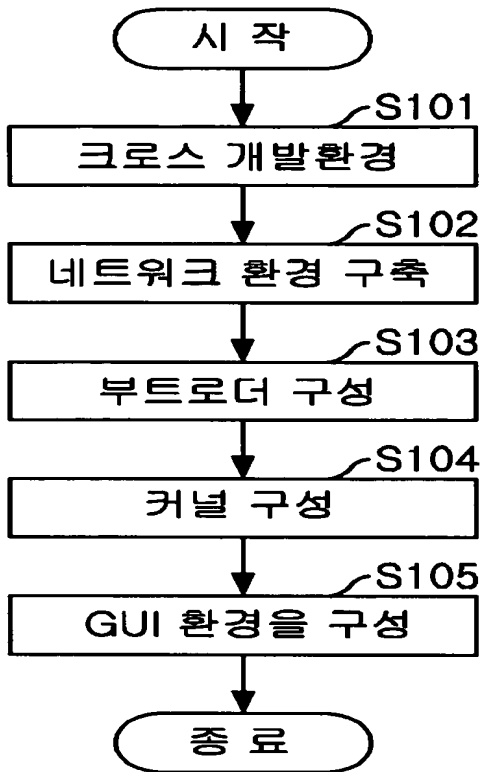 시 작
S101
크로스 개발환경
S102
네트워크 환경 구축
S103
부트로더 구성
S104
커널 구성
S105
GUI 환경을 구성
종 료